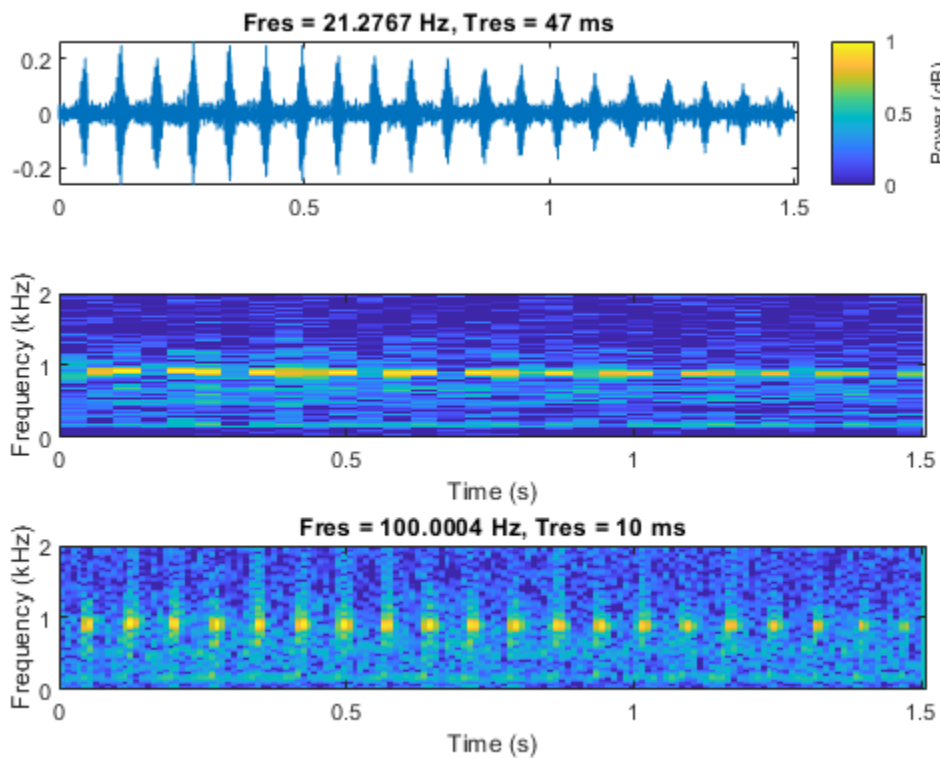 Fres = 21.2767 Hz, Tres = 47 ms
0.2
0
-0.2
0 0.5 1 1.5
1
0.5
0
Power (dB)
Frequency (kHz)
2
1
0
0 0.5 1 1.5
Time (s)
Fres = 100.0004 Hz, Tres = 10 ms
Frequency (kHz)
2
1
0
0 0.5 1 1.5
Time (s)